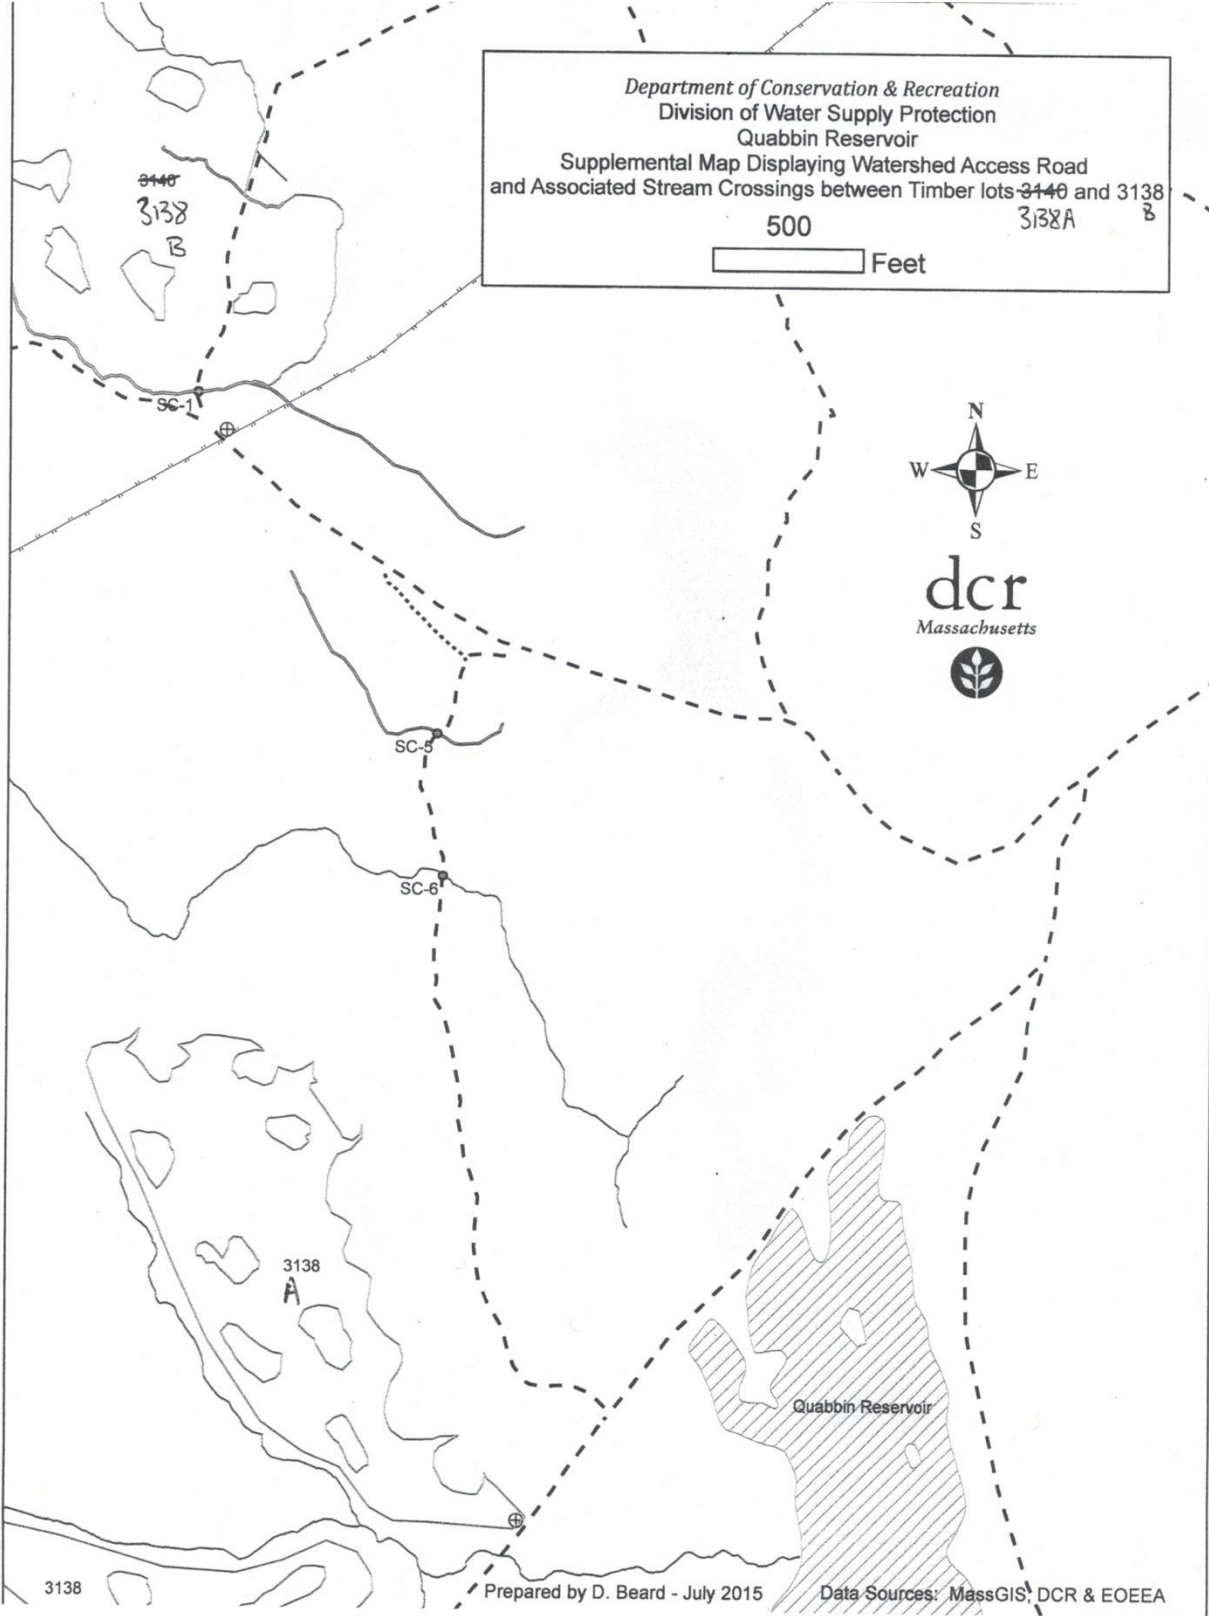 Department of Conservation & Recreation
Division of Water Supply Protection
Quabbin Reservoir
Supplemental Map Displaying Watershed Access Road
and Associated Stream Crossings between Timber lots 3140 and 3138
3138A B
500
Feet
3140
3138
B
SC-1
N
W E
S
dcr
Massachusetts
SC-5
SC-6
3138
A
Quabbin Reservoir
3138
Prepared by D. Beard - July 2015
Data Sources: MassGIS, DCR & EOEEA